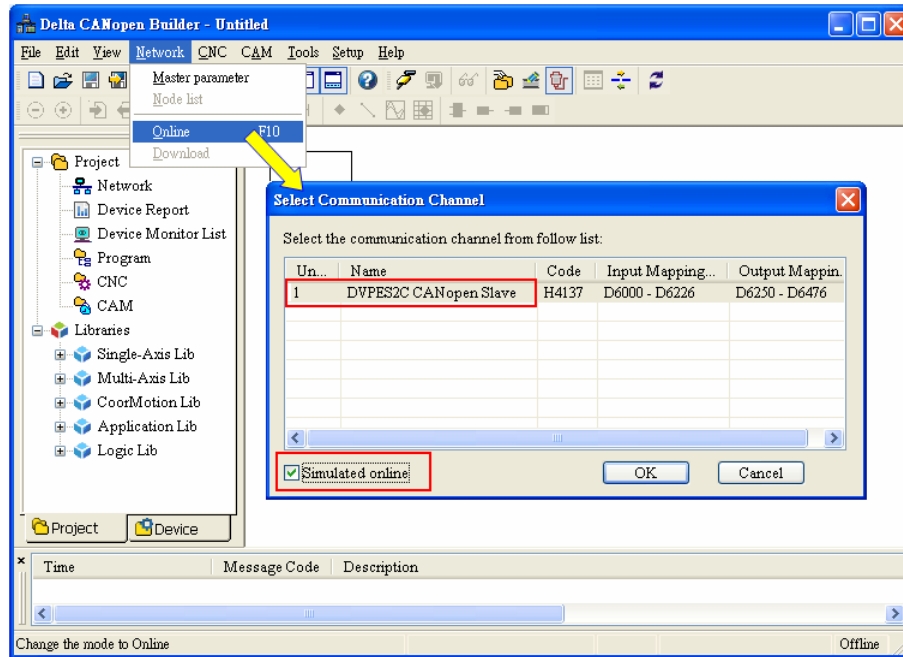 Delta CANopen Builder - Untitled
File Edit View Network CNC CAM Tools Setup Help
Master parameter
Node list
Online F10
Download
Project
Network
Device Report
Device Monitor List
Program
CNC
CAM
Libraries
Single-Axis Lib
Multi-Axis Lib
CoorMotion Lib
Application Lib
Logic Lib
Project Device
Select Communication Channel
Select the communication channel from follow list:
Un... Name Code Input Mapping... Output Mappin.
1 DVPES2C CANopen Slave H4137 D6000 - D6226 D6250 - D6476
Simulated online OK Cancel
Time Message Code Description
Change the mode to Online Offline